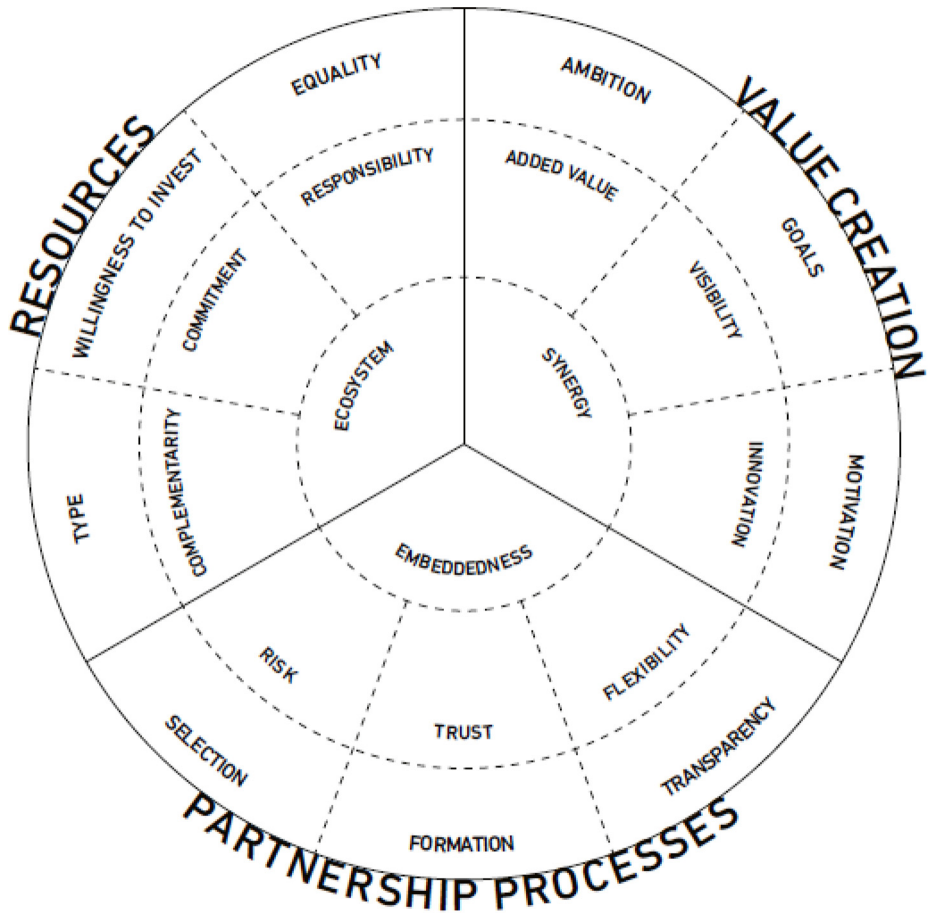 RESOURCES
VALUE CREATION
PARTNERSHIP PROCESSES
EQUALITY
AMBITION
WILLINGNESS TO INVEST
RESPONSIBILITY
ADDED VALUE
GOALS
COMMITMENT
VISIBILITY
ECOSYSTEM
SYNERGY
TYPE
COMPLEMENTARITY
INNOVATION
MOTIVATION
EMBEDDEDNESS
RISK
FLEXIBILITY
TRUST
SELECTION
TRANSPARENCY
FORMATION